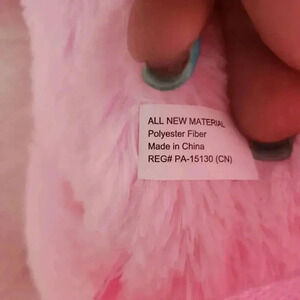 ALL NEW MATERIAL
Polyester Fiber
Made in China
REG# PA-15130 (CN)